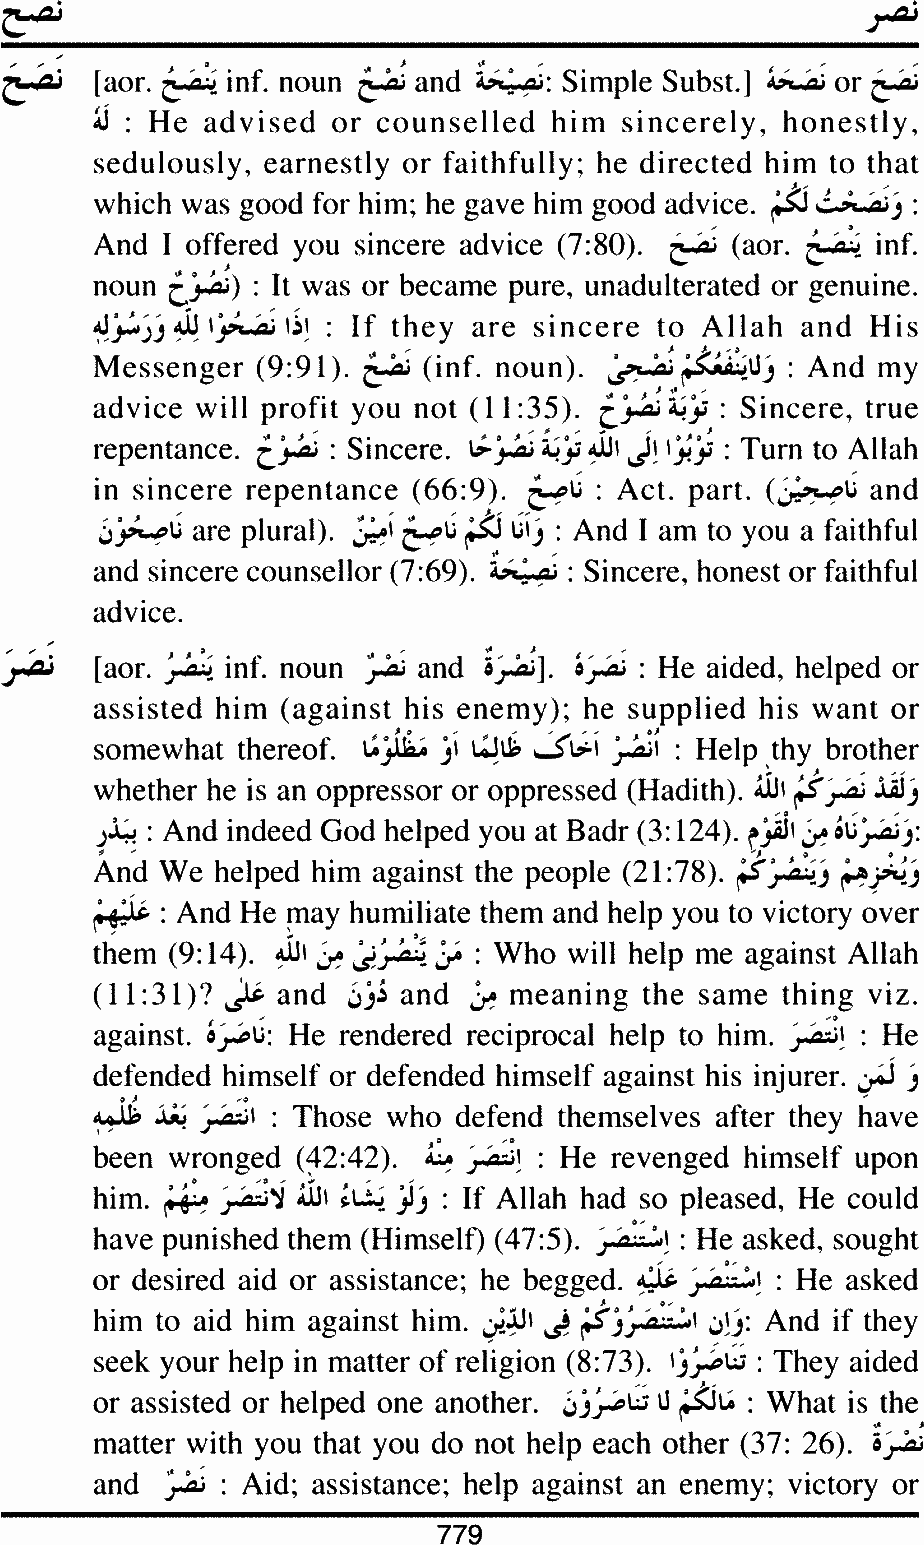 نصح نصر
نَصَحَ [aor. يَنْصَحُ inf. noun نُصْحٌ and نَصِيْحَةٌ: Simple Subst.] نَصَحَهُ or نَصَحَ
لَهُ : He advised or counselled him sincerely, honestly,
sedulously, earnestly or faithfully; he directed him to that
which was good for him; he gave him good advice. وَنَصَحْتُ لَكُمْ :
And I offered you sincere advice (7:80). نَصَحَ (aor. يَنْصَحُ inf.
noun نُصُوْحٌ) : It was or became pure, unadulterated or genuine.
اِذَا نَصَحُوْا لِلّٰهِ وَرَسُوْلِهٖ : If they are sincere to Allah and His
Messenger (9:91). نُصْحٌ (inf. noun). وَلَايَنْفَعُكُمْ نُصْحِيْ : And my
advice will profit you not (11:35). تَوْبَةٌ نَصُوْحٌ : Sincere, true
repentance. نَصُوْحٌ : Sincere. تُوْبُوْا اِلَى اللّٰهِ تَوْبَةً نَصُوْحًا : Turn to Allah
in sincere repentance (66:9). نَاصِحٌ : Act. part. (نَاصِحِيْنَ and
نَاصِحُوْنَ are plural). وَاَنَا لَكُمْ نَاصِحٌ اَمِيْنٌ : And I am to you a faithful
and sincere counsellor (7:69). نَصِيْحَةٌ : Sincere, honest or faithful
advice.
نَصَرَ [aor. يَنْصُرُ inf. noun نَصْرٌ and نُصْرَةٌ]. نَصَرَهُ : He aided, helped or
assisted him (against his enemy); he supplied his want or
somewhat thereof. اُنْصُرْ اَخَاكَ ظَالِمًا اَوْ مَظْلُوْمًا : Help thy brother
whether he is an oppressor or oppressed (Hadith). وَلَقَدْ نَصَرَكُمُ اللّٰهُ
بِبَدْرٍ : And indeed God helped you at Badr (3:124). وَنَصَرْنَاهُ مِنَ الْقَوْمِ:
And We helped him against the people (21:78). وَيُخْزِهِمْ وَيَنْصُرْكُمْ
عَلَيْهِمْ : And He may humiliate them and help you to victory over
them (9:14). مَنْ يَّنْصُرُنِيْ مِنَ اللّٰهِ : Who will help me against Allah
(11:31)? عَلٰى and دُوْنَ and مِنْ meaning the same thing viz.
against. نَاصَرَهُ: He rendered reciprocal help to him. اِنْتَصَرَ : He
defended himself or defended himself against his injurer. وَ لَمَنِ
انْتَصَرَ بَعْدَ ظُلْمِهٖ : Those who defend themselves after they have
been wronged (42:42). اِنْتَصَرَ مِنْهُ : He revenged himself upon
him. وَلَوْ يَشَآءُ اللّٰهُ لَانْتَصَرَ مِنْهُمْ : If Allah had so pleased, He could
have punished them (Himself) (47:5). اِسْتَنْصَرَ : He asked, sought
or desired aid or assistance; he begged. اِسْتَنْصَرَ عَلَيْهِ : He asked
him to aid him against him. وَاِنِ اسْتَنْصَرُوْكُمْ فِى الدِّيْنِ: And if they
seek your help in matter of religion (8:73). تَنَاصَرُوْا : They aided
or assisted or helped one another. مَالَكُمْ لَا تَنَاصَرُوْنَ : What is the
matter with you that you do not help each other (37: 26). نُصْرَةٌ
and نَصْرٌ : Aid; assistance; help against an enemy; victory or
779